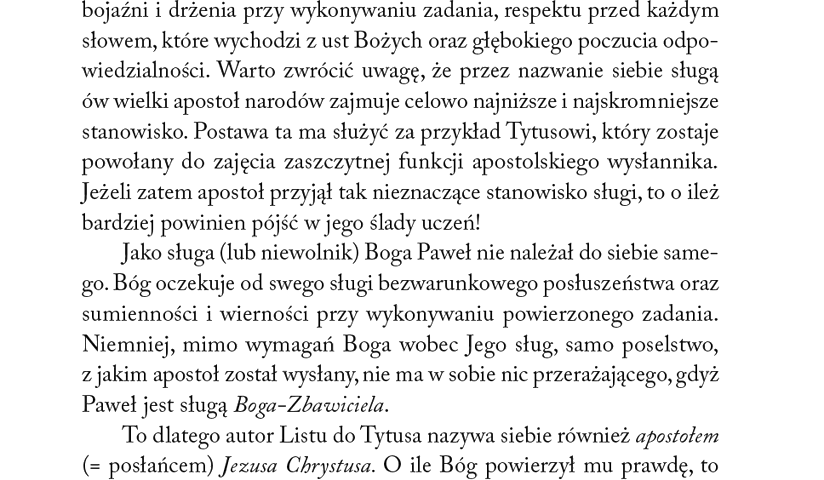 bojaźni i drżenia przy wykonywaniu zadania, respektu przed każdym
słowem, które wychodzi z ust Bożych oraz głębokiego poczucia odpo-
wiedzialności. Warto zwrócić uwagę, że przez nazwanie siebie sługą
ów wielki apostoł narodów zajmuje celowo najniższe i najskromniejsze
stanowisko. Postawa ta ma służyć za przykład Tytusowi, który zostaje
powołany do zajęcia zaszczytnej funkcji apostolskiego wysłannika.
Jeżeli zatem apostoł przyjął tak nieznaczące stanowisko sługi, to o ileż
bardziej powinien pójść w jego ślady uczeń!
Jako sługa (lub niewolnik) Boga Paweł nie należał do siebie same-
go. Bóg oczekuje od swego sługi bezwarunkowego posłuszeństwa oraz
sumienności i wierności przy wykonywaniu powierzonego zadania.
Niemniej, mimo wymagań Boga wobec Jego sług, samo poselstwo,
z jakim apostoł został wysłany, nie ma w sobie nic przerażającego, gdyż
Paweł jest sługą Boga-Zbawiciela.
To dlatego autor Listu do Tytusa nazywa siebie również apostołem
(= posłańcem) Jezusa Chrystusa. O ile Bóg powierzył mu prawdę, to